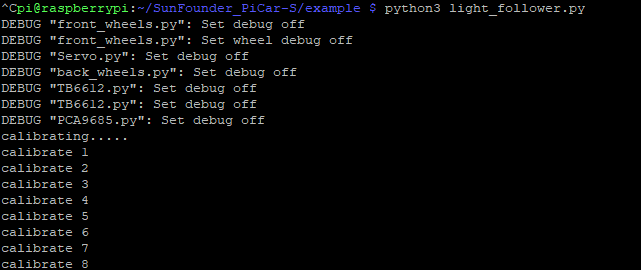 ^Cpi@raspberrypi:~/SunFounder_PiCar-S/example $ python3 light_follower.py
DEBUG "front_wheels.py": Set debug off
DEBUG "front_wheels.py": Set wheel debug off
DEBUG "Servo.py": Set debug off
DEBUG "back_wheels.py": Set debug off
DEBUG "TB6612.py": Set debug off
DEBUG "TB6612.py": Set debug off
DEBUG "PCA9685.py": Set debug off
calibrating.....
calibrate 1
calibrate 2
calibrate 3
calibrate 4
calibrate 5
calibrate 6
calibrate 7
calibrate 8